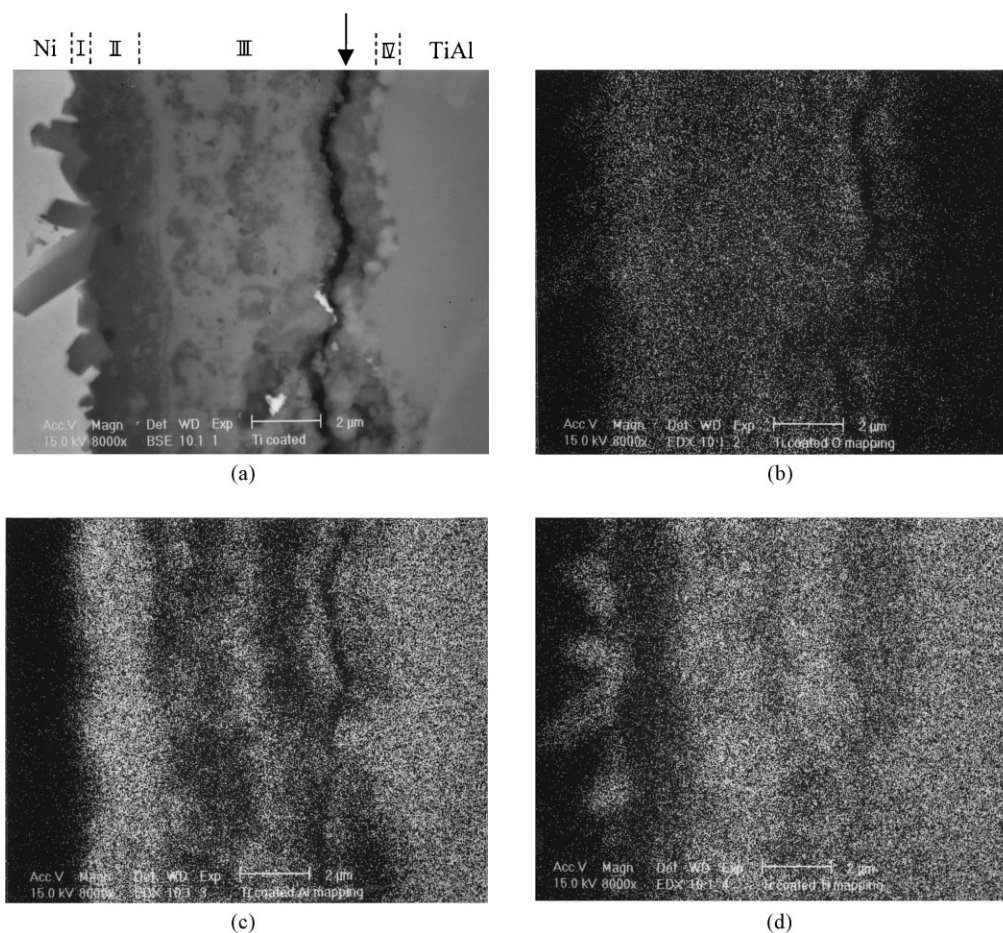 Ni I II III IV TiAl
Acc.V Magn Det WD Exp 2 µm
15.0 kV 8000x BSE 10.1 1 Ti coated
(a)
Acc.V Magn Det WD Exp 2 µm
15.0 kV 8000x EDX 10.1 2 Ti coated O mapping
(b)
Acc.V Magn Det WD Exp 2 µm
15.0 kV 8000x EDX 10.1 3 Ti coated Al mapping
(c)
Acc.V Magn Det WD Exp 2 µm
15.0 kV 8000x EDX 10.1 4 Ti coated Ti mapping
(d)